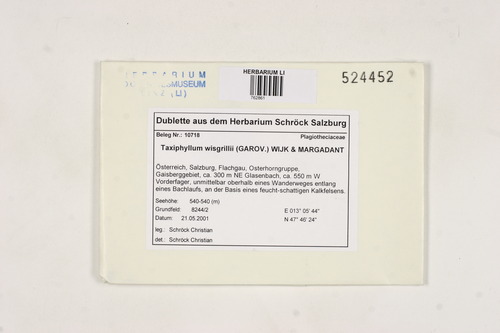 HERBARIUM
MUSEUM
(LI)
HERBARIUM LI
762861
524452
Dublette aus dem Herbarium Schröck Salzburg
Beleg Nr.: 10718 Plagiotheciaceae
Taxiphyllum wisgrillii (GAROV.) WIJK & MARGADANT
Österreich, Salzburg, Flachgau, Osterhorngruppe,
Gaisberggebiet, ca. 300 m NE Glasenbach, ca. 550 m W
Vorderfager, unmittelbar oberhalb eines Wanderweges entlang
eines Bachlaufs, an der Basis eines feucht-schattigen Kalkfelsens.
Seehöhe: 540-540 (m)
Grundfeld: 8244/2 E 013° 05' 44"
Datum: 21.05.2001 N 47° 46' 24"
leg.: Schröck Christian
det.: Schröck Christian